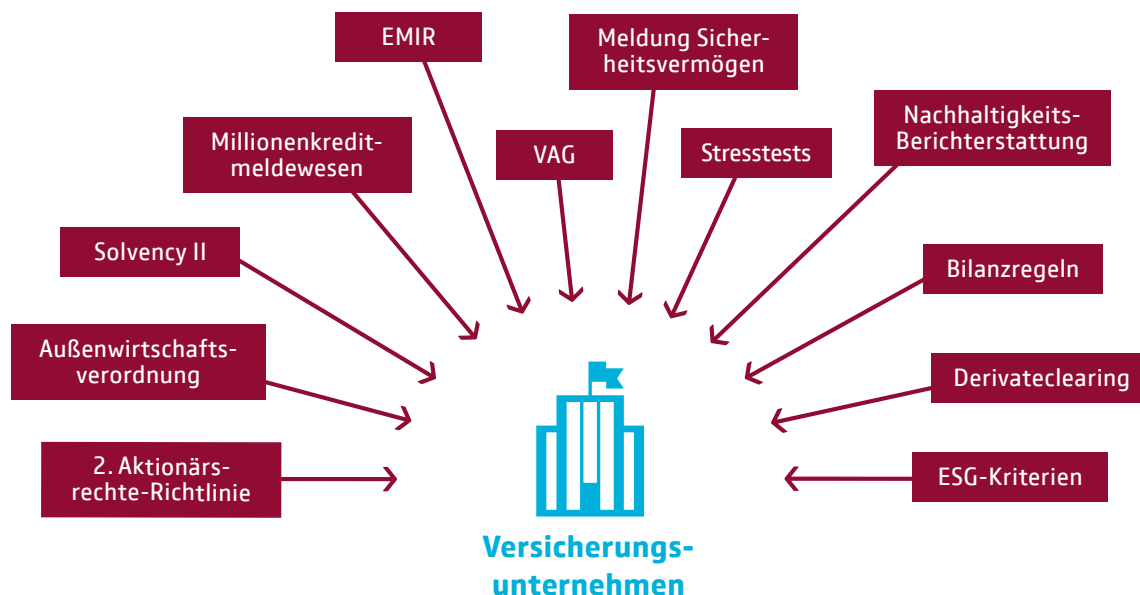 EMIR
Meldung Sicher-
heitsvermögen
Nachhaltigkeits-
Berichterstattung
Millionenkredit-
meldewesen
VAG
Stresstests
Solvency II
Bilanzregeln
Außenwirtschafts-
verordnung
Derivateclearing
2. Aktionärs-
rechte-Richtlinie
ESG-Kriterien
Versicherungs-
unternehmen